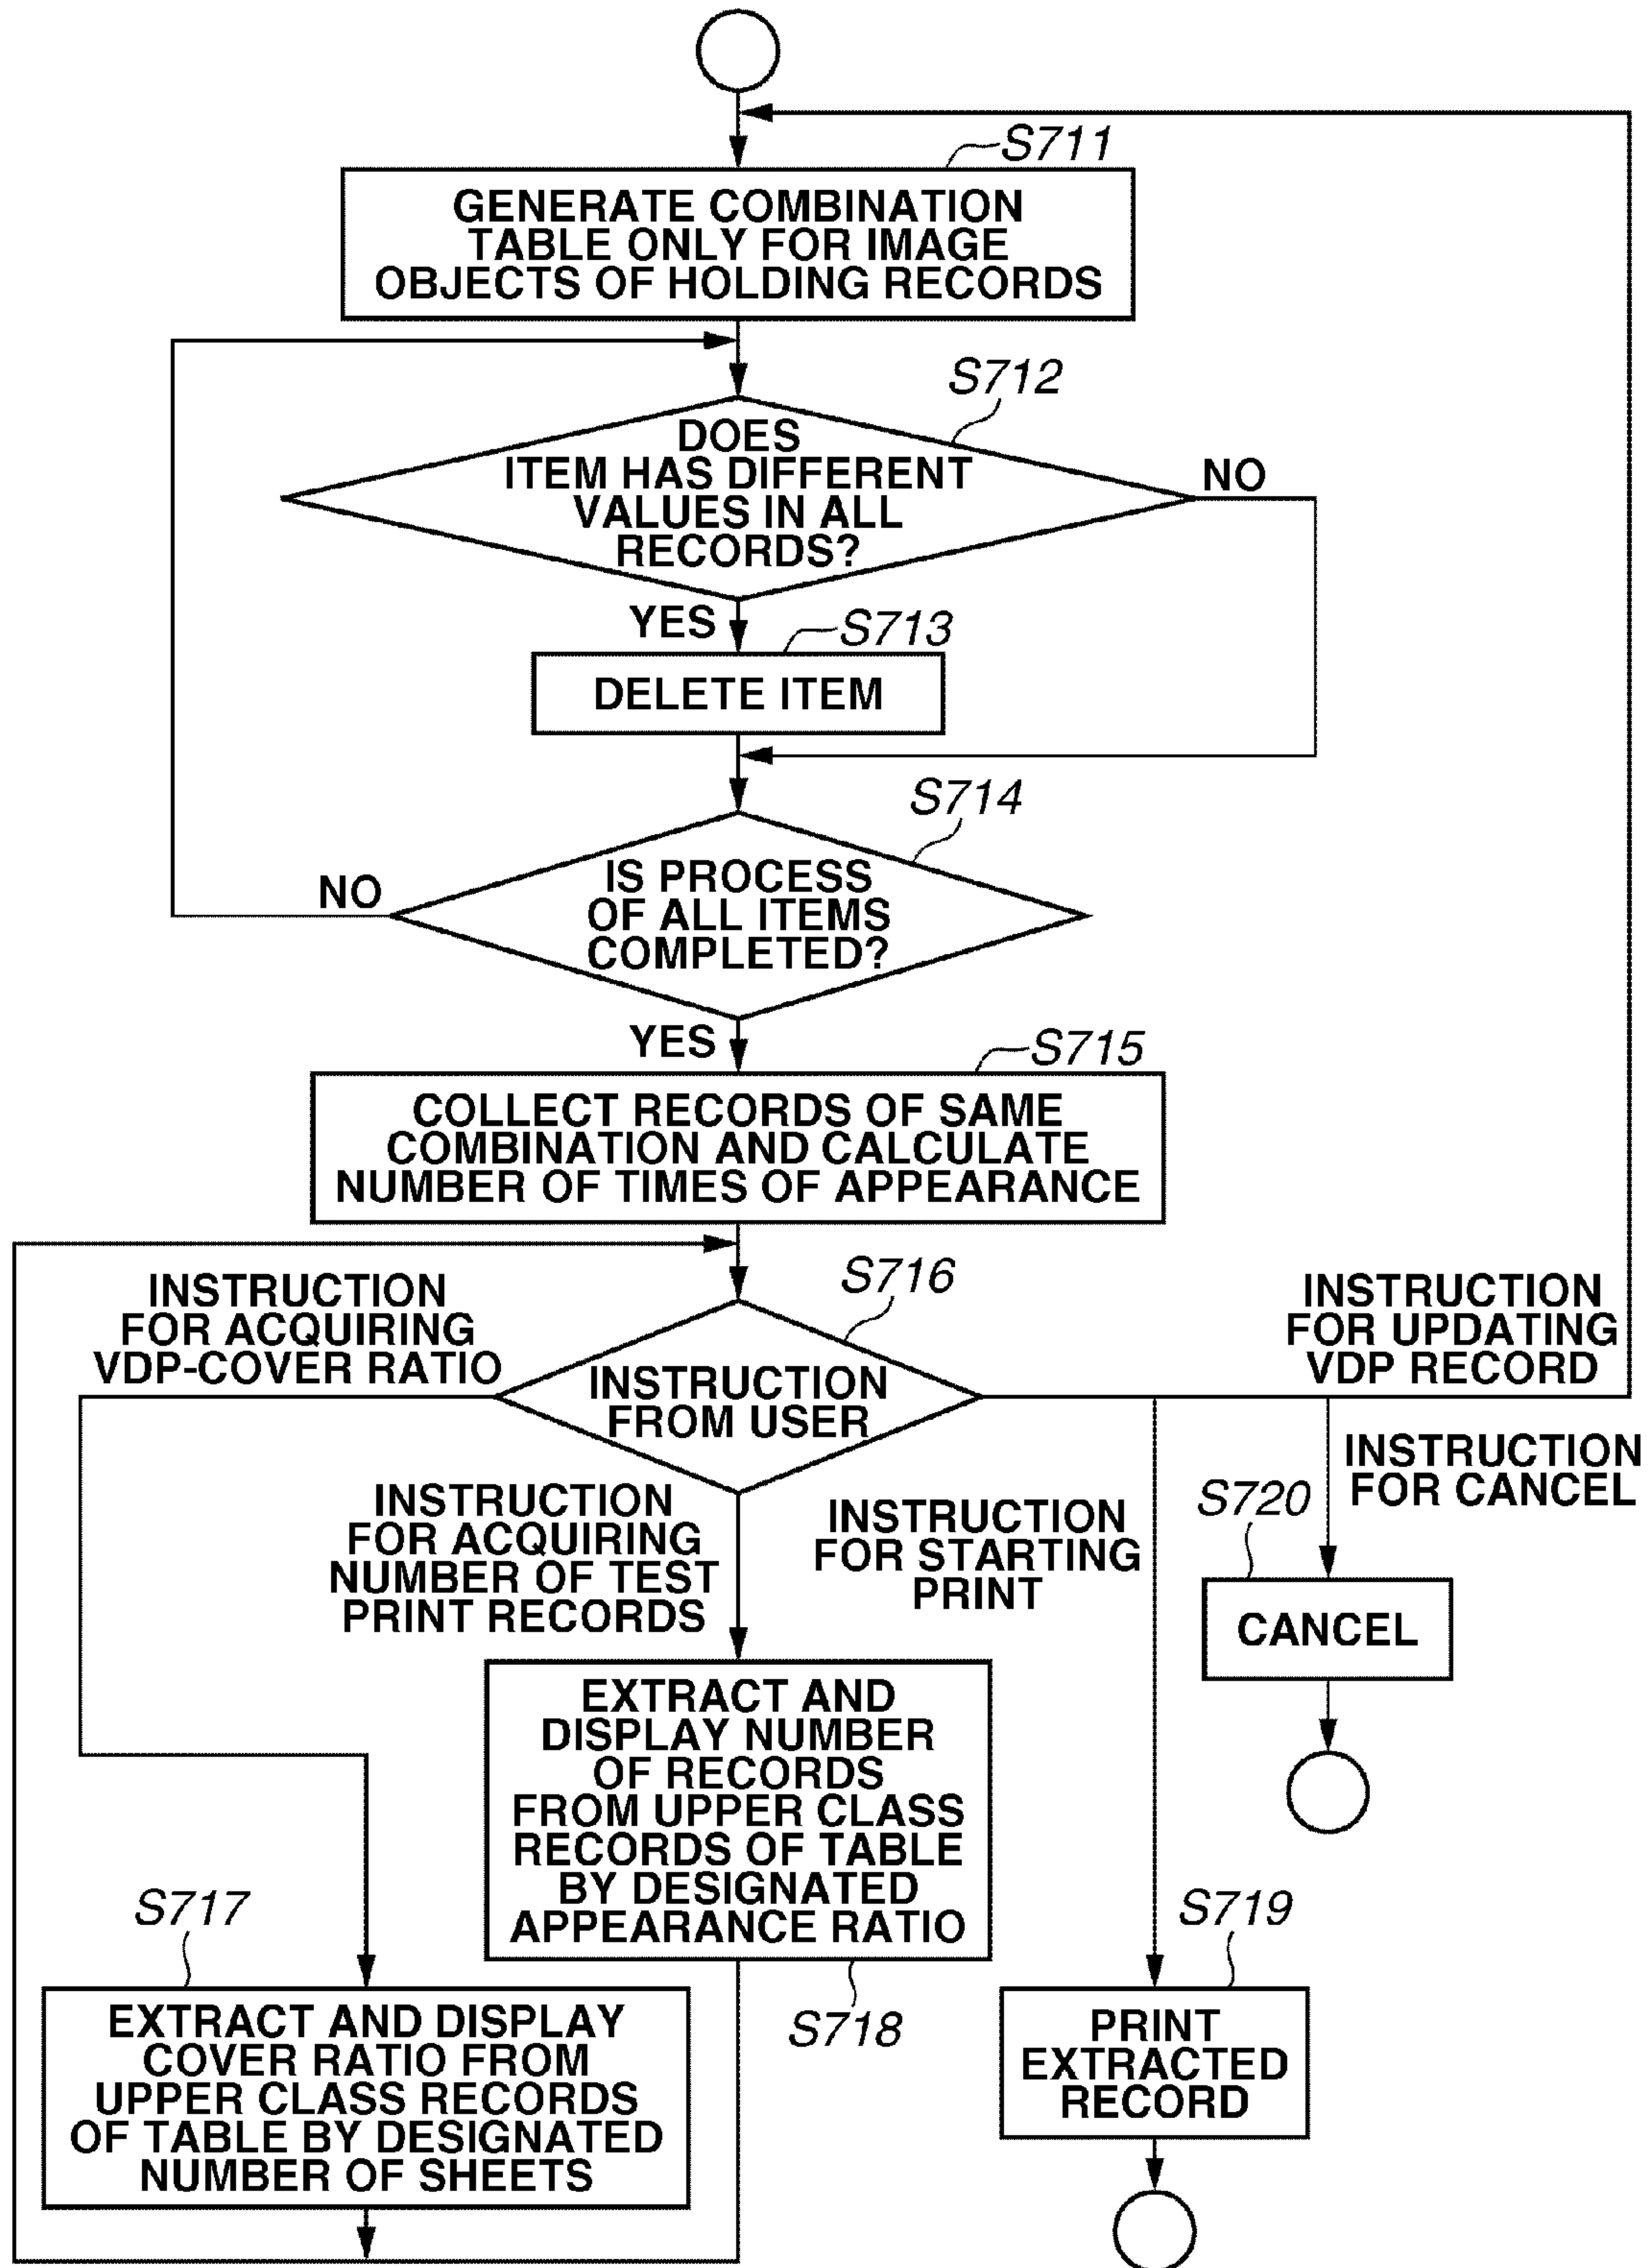 S711
GENERATE COMBINATION
TABLE ONLY FOR IMAGE
OBJECTS OF HOLDING RECORDS
S712
DOES
ITEM HAS DIFFERENT
VALUES IN ALL
RECORDS?
NO
YES
S713
DELETE ITEM
S714
IS PROCESS
OF ALL ITEMS
COMPLETED?
NO
YES
S715
COLLECT RECORDS OF SAME
COMBINATION AND CALCULATE
NUMBER OF TIMES OF APPEARANCE
S716
INSTRUCTION
FROM USER
INSTRUCTION
FOR ACQUIRING
VDP-COVER RATIO
INSTRUCTION
FOR UPDATING
VDP RECORD
INSTRUCTION
FOR ACQUIRING
NUMBER OF TEST
PRINT RECORDS
INSTRUCTION
FOR STARTING
PRINT
INSTRUCTION
FOR CANCEL
S720
CANCEL
EXTRACT AND
DISPLAY NUMBER
OF RECORDS
FROM UPPER CLASS
RECORDS OF TABLE
BY DESIGNATED
APPEARANCE RATIO
S718
S717
EXTRACT AND DISPLAY
COVER RATIO FROM
UPPER CLASS RECORDS
OF TABLE BY DESIGNATED
NUMBER OF SHEETS
S719
PRINT
EXTRACTED
RECORD